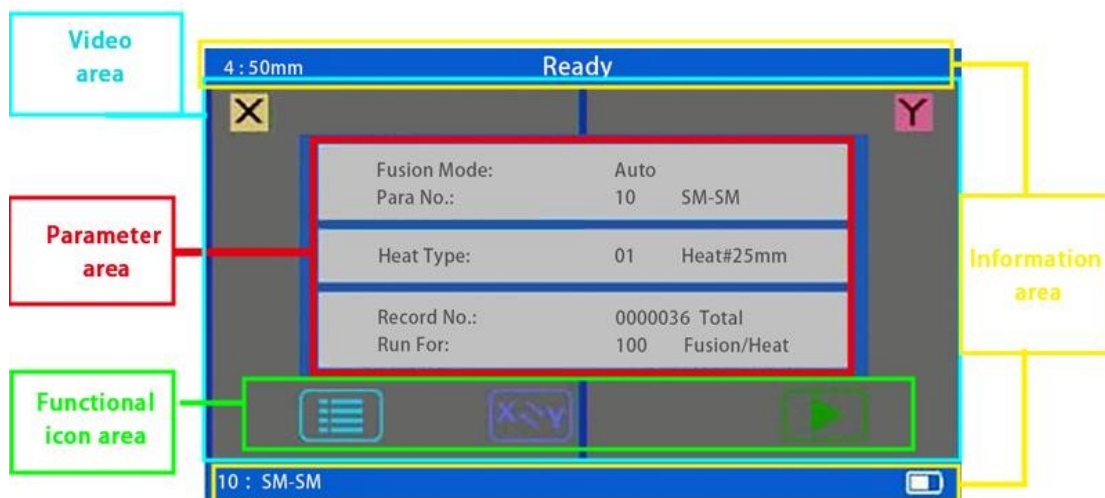 Video
area
4:50mm Ready
X Y
Fusion Mode: Auto
Para No.: 10 SM-SM
Parameter
area
Heat Type: 01 Heat#25mm
Information
area
Record No.: 0000036 Total
Run For: 100 Fusion/Heat
Functional
icon area
X Y
10: SM-SM